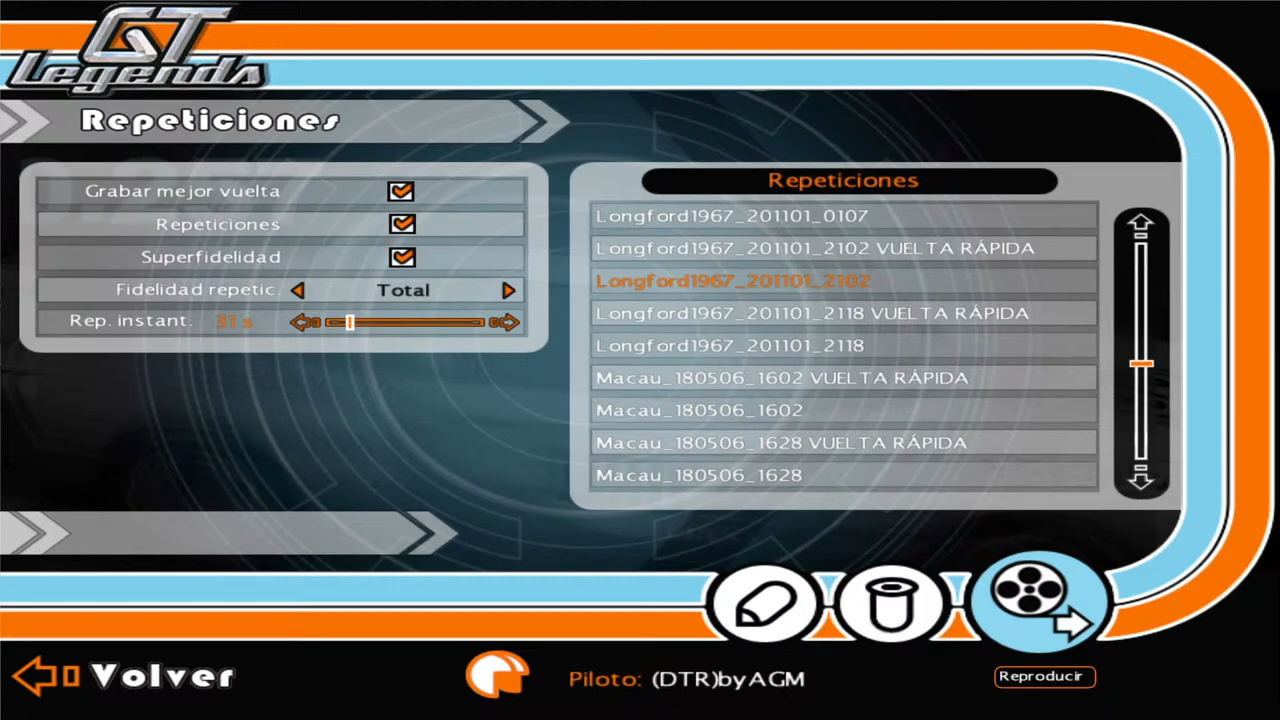 GT
Legends
Repeticiones
Grabar mejor vuelta
Repeticiones
Superfidelidad
Fidelidad repetic. Total
Rep. instant. 31 s
Repeticiones
Longford1967_201101_0107
Longford1967_201101_2102 VUELTA RÁPIDA
Longford1967_201101_2102
Longford1967_201101_2118 VUELTA RÁPIDA
Longford1967_201101_2118
Macau_180506_1602 VUELTA RÁPIDA
Macau_180506_1602
Macau_180506_1628 VUELTA RÁPIDA
Macau_180506_1628
Volver
Piloto: (DTR)byAGM
Reproducir